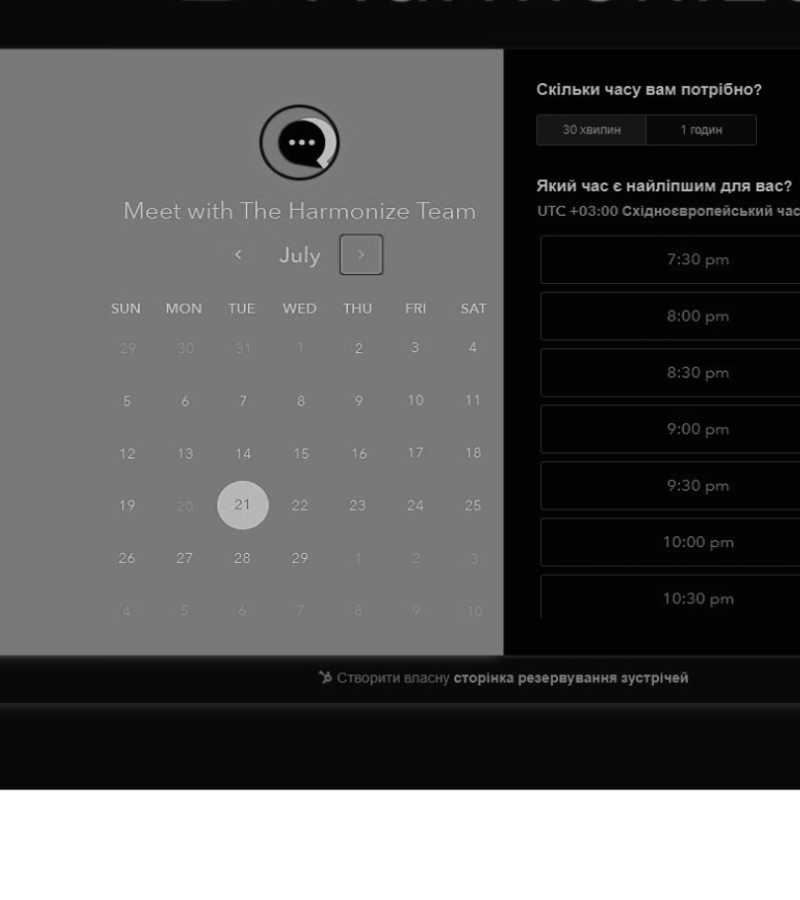 Meet with The Harmonize Team
July
SUN MON TUE WED THU FRI SAT
29 30 31 1 2 3 4
5 6 7 8 9 10 11
12 13 14 15 16 17 18
19 20 21 22 23 24 25
26 27 28 29 1 2 3
4 5 6 7 8 9 10
Скільки часу вам потрібно?
30 хвилин 1 годин
Який час є найліпшим для вас?
UTC +03:00 Східноєвропейський час
7:30 pm
8:00 pm
8:30 pm
9:00 pm
9:30 pm
10:00 pm
10:30 pm
Створити власну сторінка резервування зустрічей